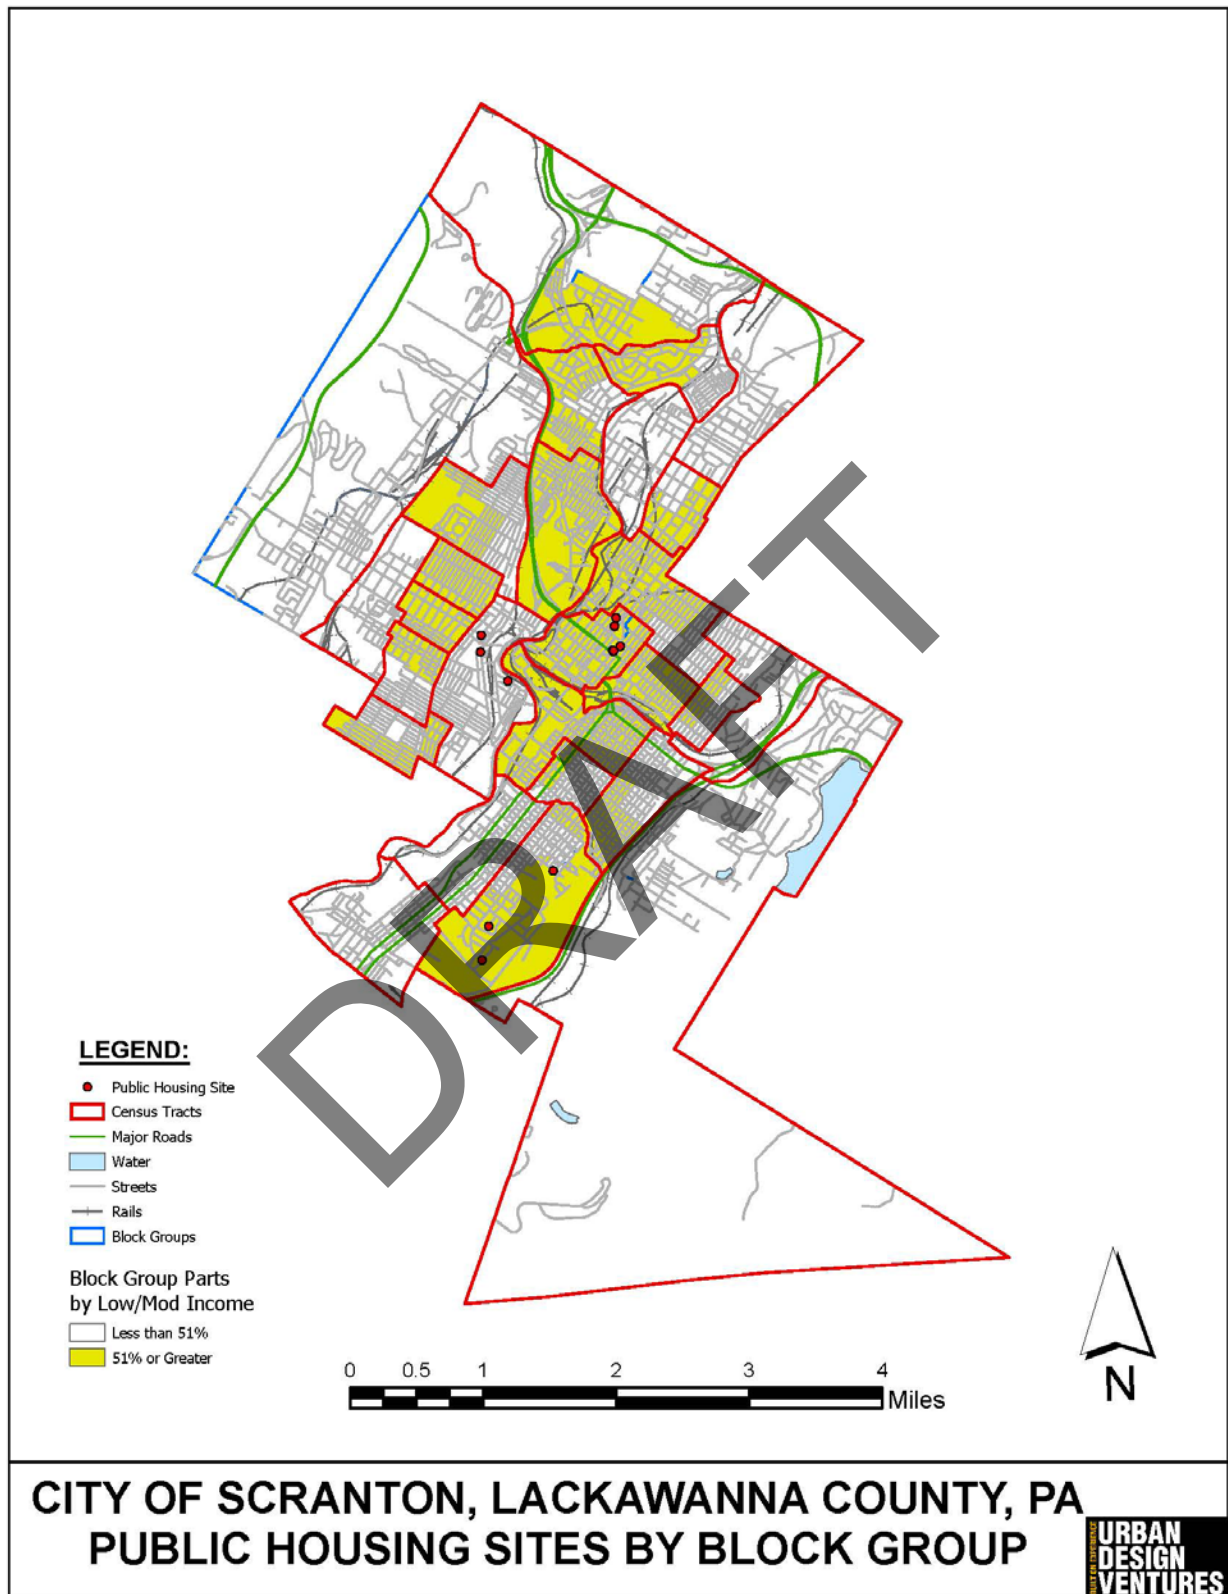 DRAFT
LEGEND:
Public Housing Site
Census Tracts
Major Roads
Water
Streets
Rails
Block Groups
Block Group Parts
by Low/Mod Income
Less than 51%
51% or Greater
0 0.5 1 2 3 4
Miles
N
CITY OF SCRANTON, LACKAWANNA COUNTY, PA
PUBLIC HOUSING SITES BY BLOCK GROUP
URBAN
DESIGN
VENTURES